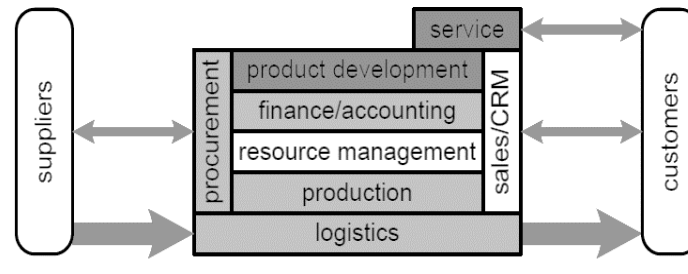 service
product development
finance/accounting
resource management
production
logistics
procurement
sales/CRM
suppliers
customers